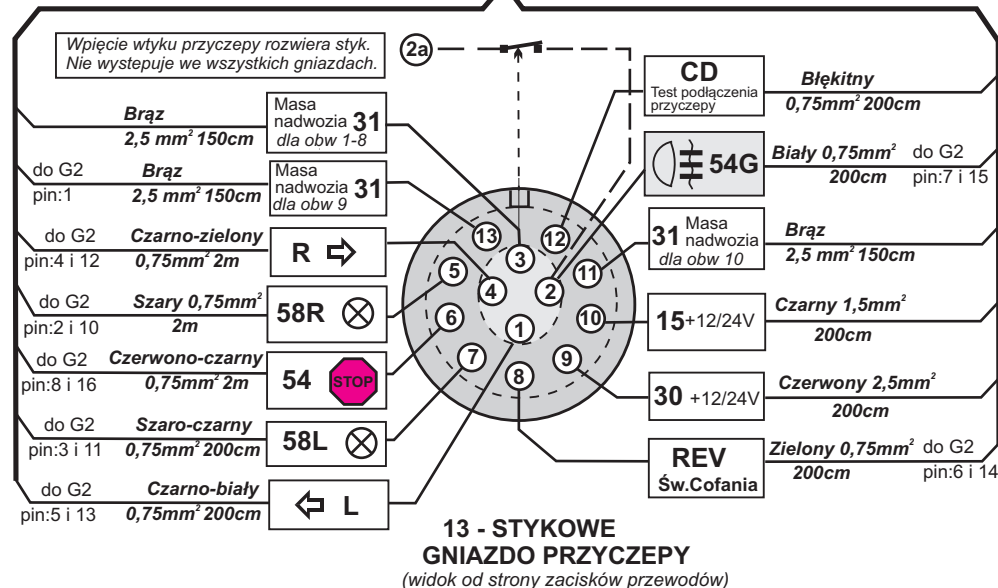 Wpięcie wtyku przyczepy rozwiera styk.
Nie wystepuje we wszystkich gniazdach.
2a
Brąz
2,5 mm² 150cm
Masa
nadwozia 31
dla obw 1-8
do G2
pin:1
Brąz
2,5 mm² 150cm
Masa
nadwozia 31
dla obw 9
do G2
pin:4 i 12
Czarno-zielony
0,75mm² 2m
R
do G2
pin:2 i 10
Szary 0,75mm²
2m
58R
do G2
pin:8 i 16
Czerwono-czarny
0,75mm² 2m
54 STOP
do G2
pin:3 i 11
Szaro-czarny
0,75mm² 200cm
58L
do G2
pin:5 i 13
Czarno-biały
0,75mm² 200cm
L
13
12
3
5
11
4
2
6
10
1
7
9
8
CD
Test podłączenia
przyczepy
Błękitny
0,75mm² 200cm
54G
Biały 0,75mm²
200cm
do G2
pin:7 i 15
31 Masa
nadwozia
dla obw 10
Brąz
2,5 mm² 150cm
15+12/24V
Czarny 1,5mm²
200cm
30 +12/24V
Czerwony 2,5mm²
200cm
REV
Św.Cofania
Zielony 0,75mm²
200cm
do G2
pin:6 i 14
13 - STYKOWE
GNIAZDO PRZYCZEPY
(widok od strony zacisków przewodów)